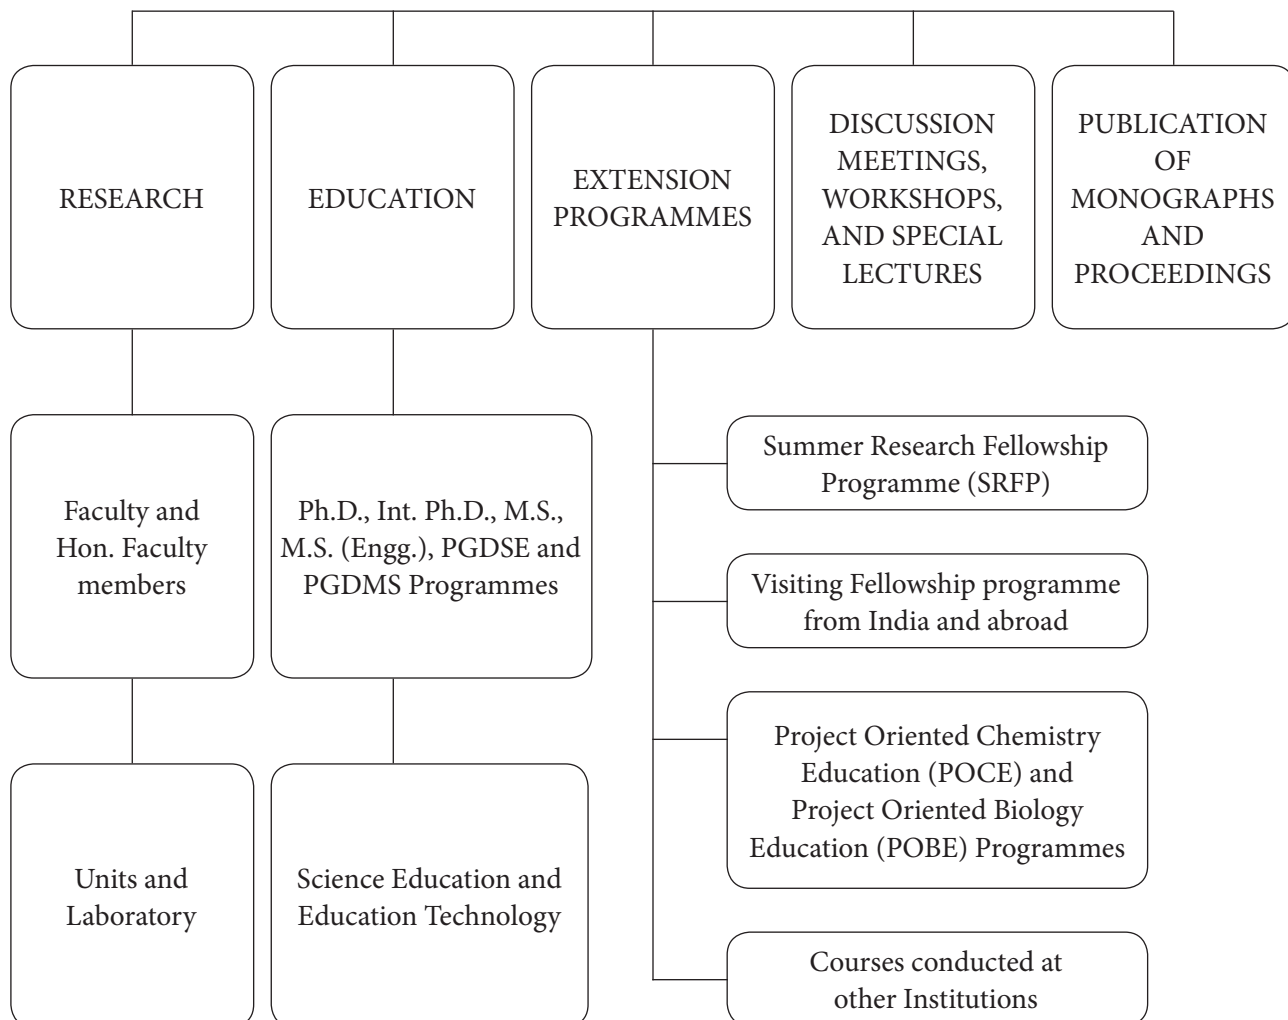 RESEARCH
EDUCATION
EXTENSION
PROGRAMMES
DISCUSSION
MEETINGS,
WORKSHOPS,
AND SPECIAL
LECTURES
PUBLICATION
OF
MONOGRAPHS
AND
PROCEEDINGS
Faculty and
Hon. Faculty
members
Ph.D., Int. Ph.D., M.S.,
M.S. (Engg.), PGDSE and
PGDMS Programmes
Summer Research Fellowship
Programme (SRFP)
Visiting Fellowship programme
from India and abroad
Project Oriented Chemistry
Education (POCE) and
Project Oriented Biology
Education (POBE) Programmes
Units and
Laboratory
Science Education and
Education Technology
Courses conducted at
other Institutions